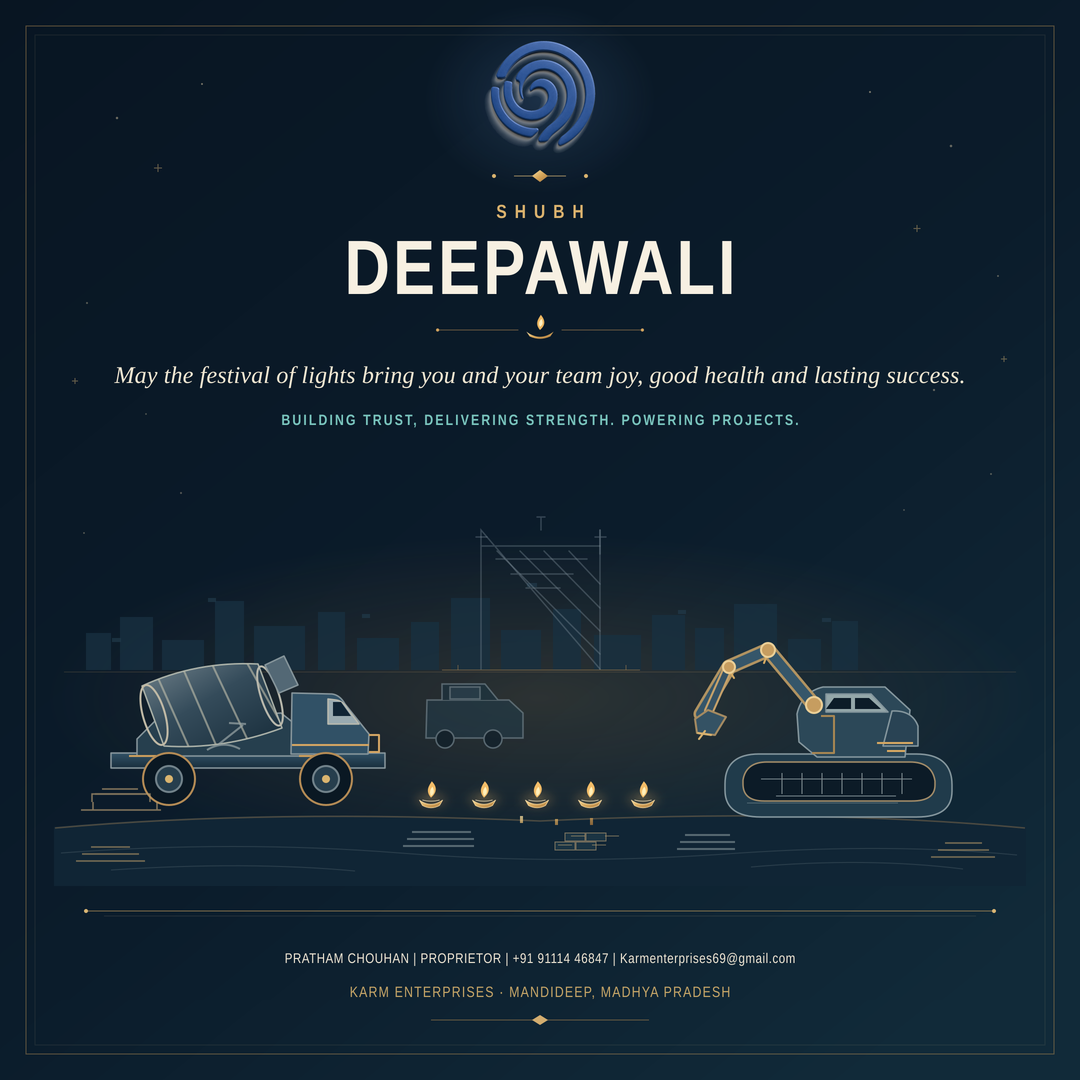 SHUBH
DEEPAWALI
May the festival of lights bring you and your team joy, good health and lasting success.
BUILDING TRUST, DELIVERING STRENGTH. POWERING PROJECTS.
PRATHAM CHOUHAN | PROPRIETOR | +91 91114 46847 | Karmenterprises69@gmail.com
KARM ENTERPRISES · MANDIDEEP, MADHYA PRADESH